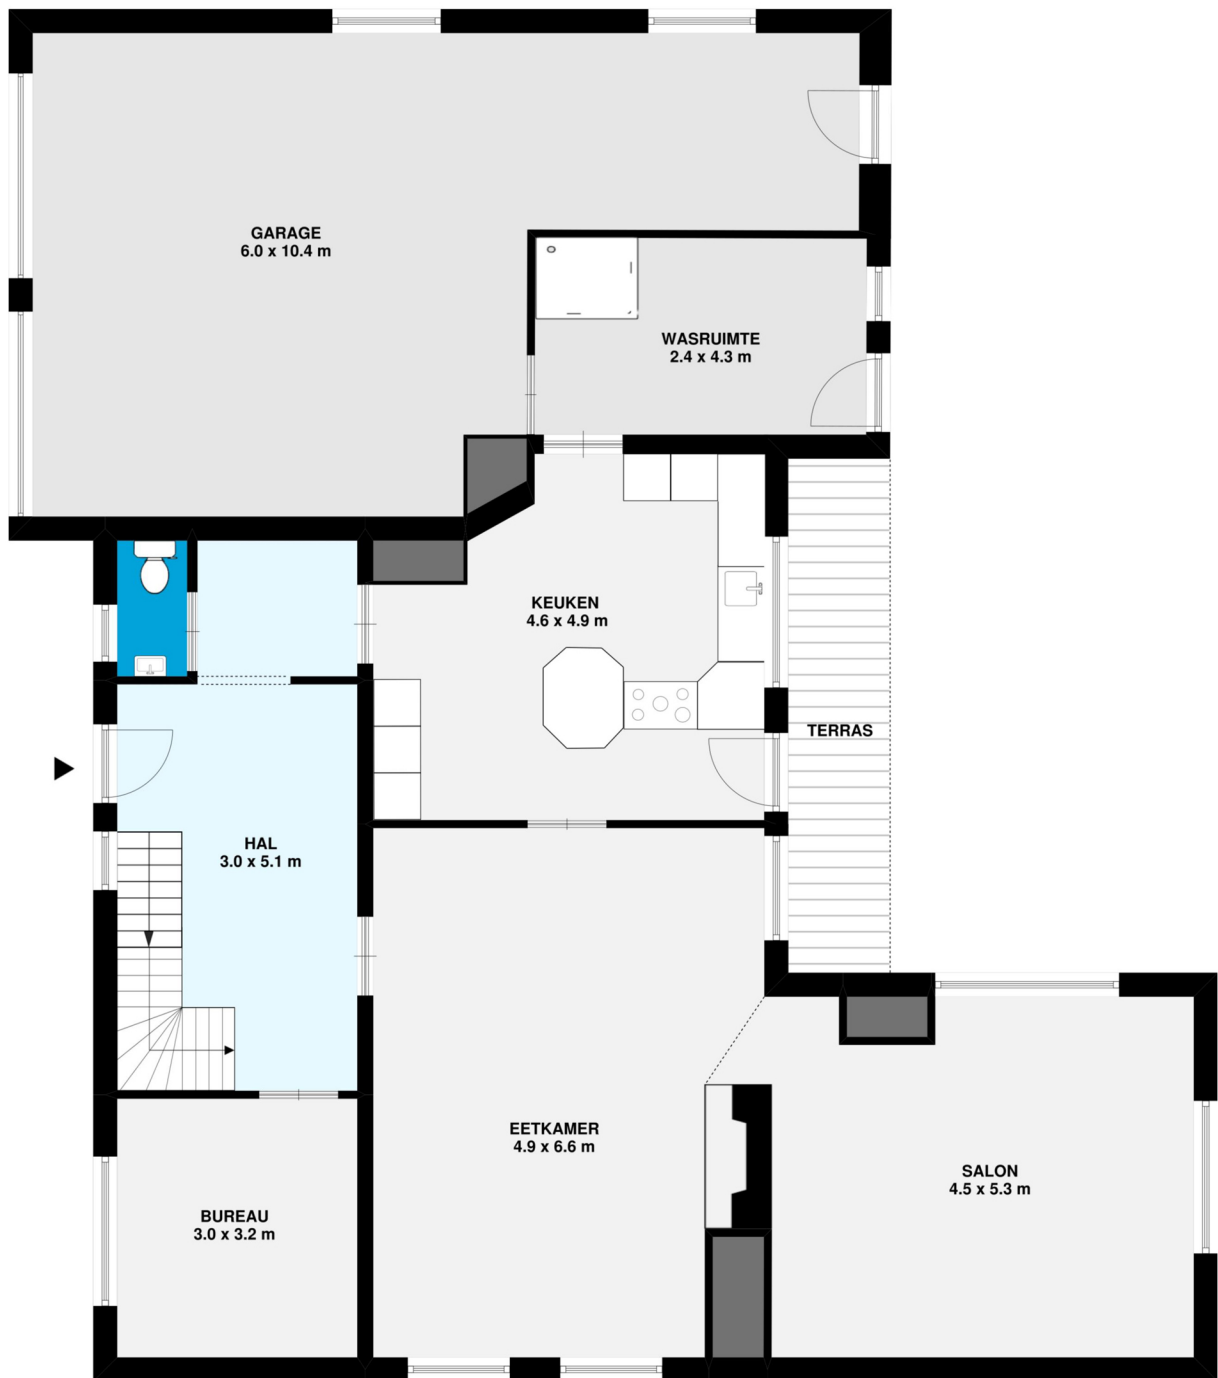 GARAGE
6.0 x 10.4 m
WASRUIMTE
2.4 x 4.3 m
KEUKEN
4.6 x 4.9 m
TERRAS
HAL
3.0 x 5.1 m
EETKAMER
4.9 x 6.6 m
SALON
4.5 x 5.3 m
BUREAU
3.0 x 3.2 m